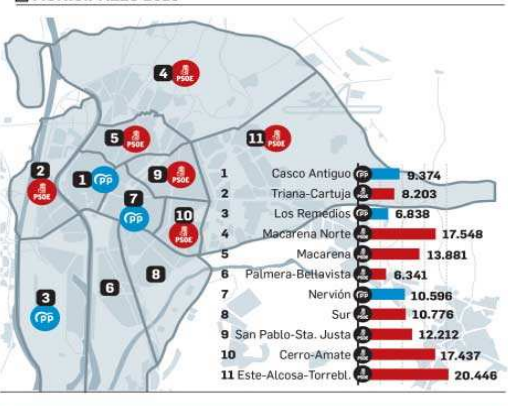 4 PSOE
5 PSOE
11 PSOE
2 PSOE
1 PP
9 PSOE
7 PP
10 PSOE
3 PP
6
8
1 Casco Antiguo PP 9.374
2 Triana-Cartuja PSOE 8.203
3 Los Remedios PP 6.838
4 Macarena Norte PSOE 17.548
5 Macarena PSOE 13.881
6 Palmera-Bellavista PSOE 6.341
7 Nervión PP 10.596
8 Sur PSOE 10.776
9 San Pablo-Sta. Justa PSOE 12.212
10 Cerro-Amate PSOE 17.437
11 Este-Alcosa-Torrebl. PSOE 20.446